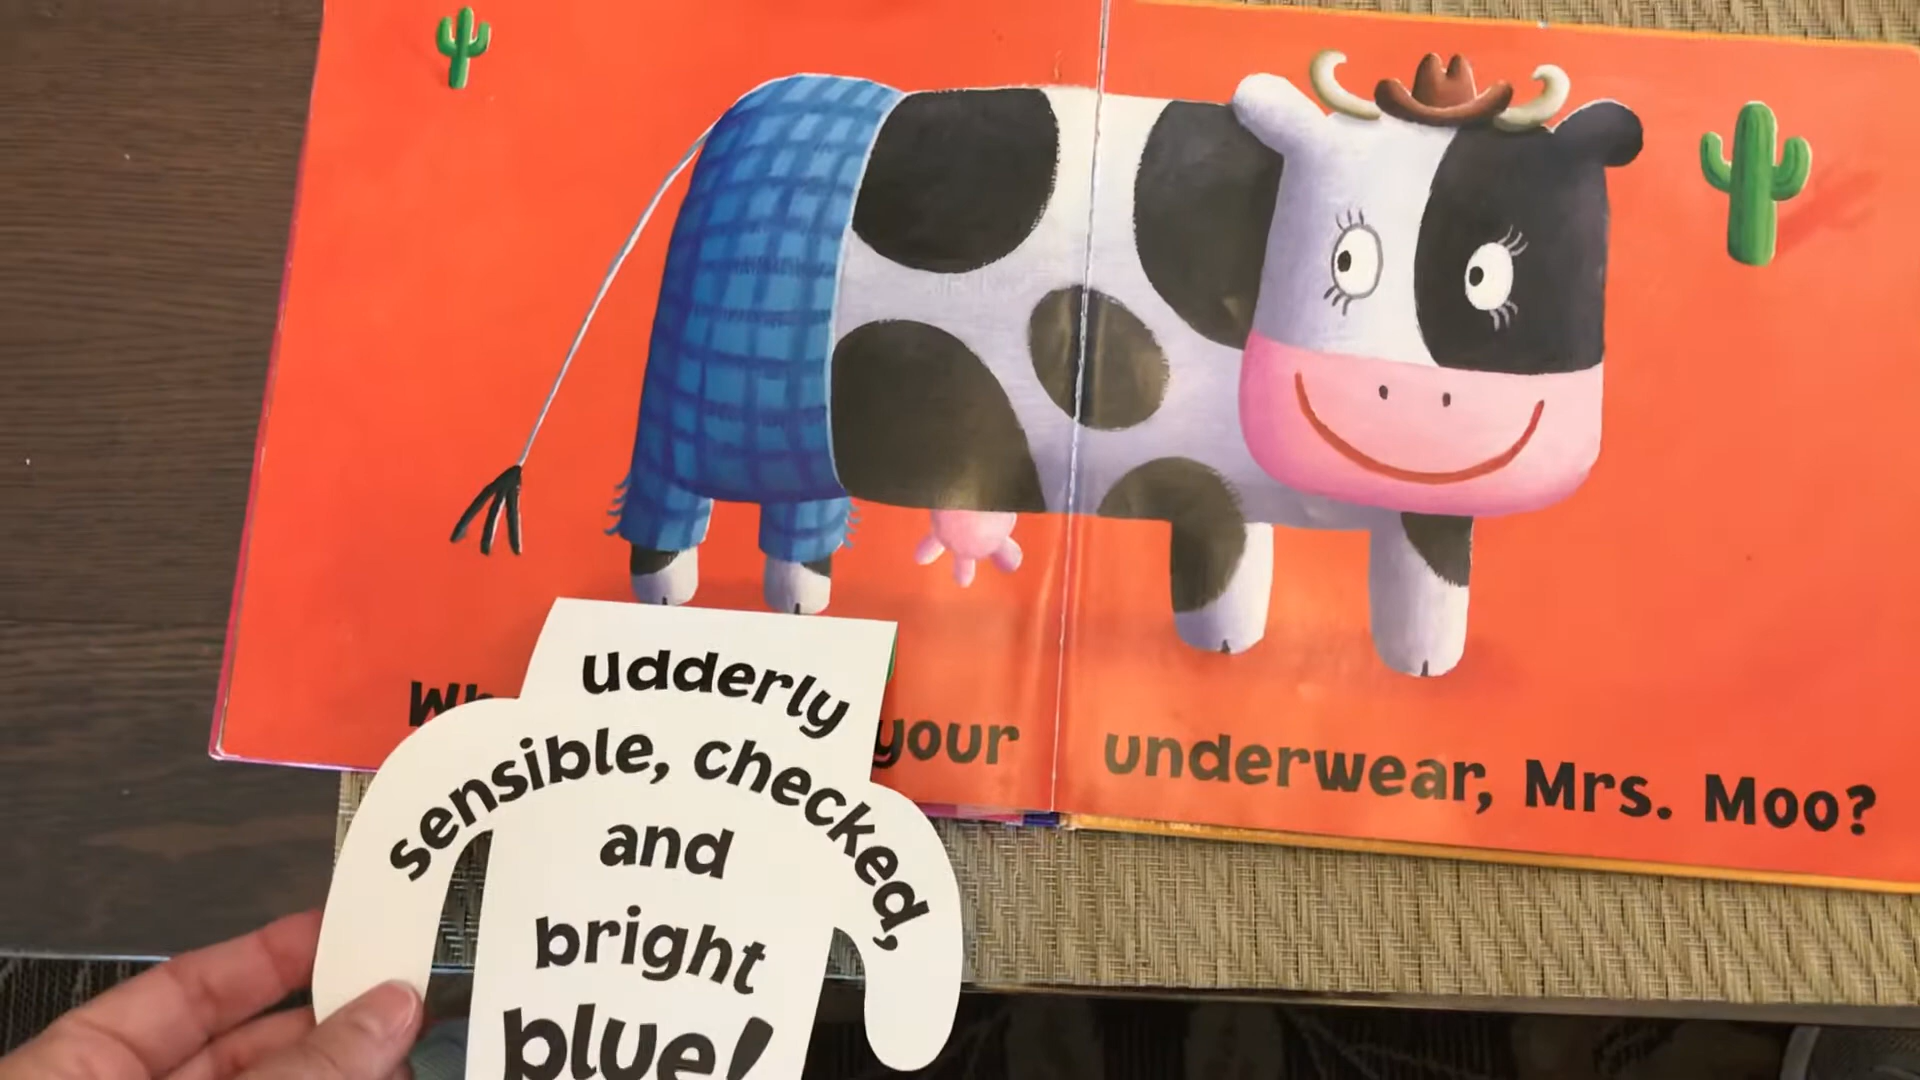 your underwear, Mrs. Moo?
udderly
sensible, checked,
and
bright
blue!